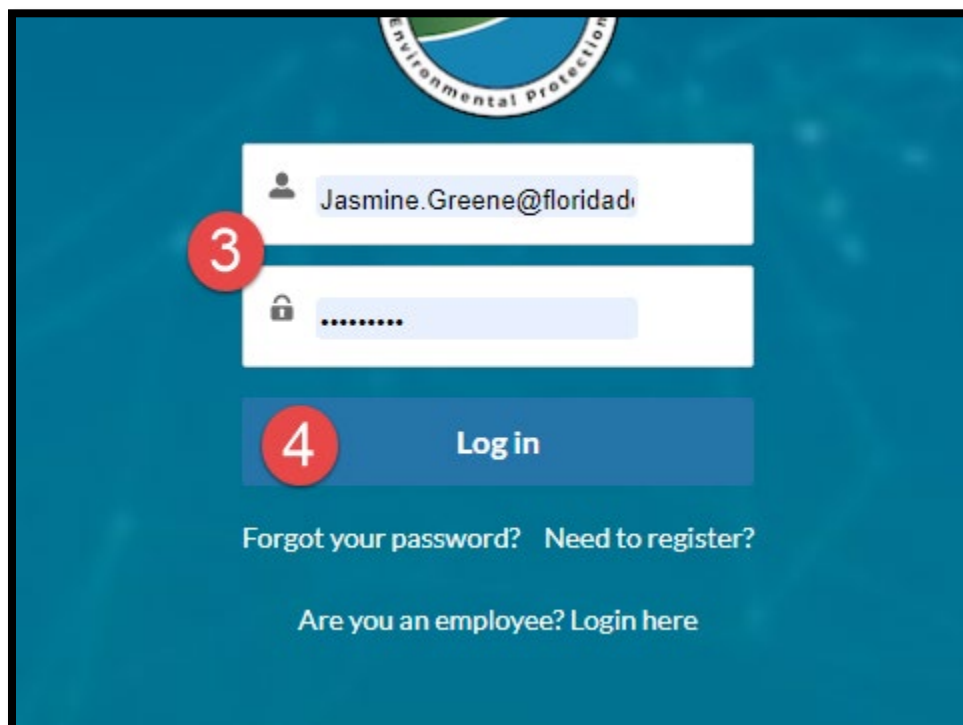 Environmental Protection
Jasmine.Greene@floridad
3
•••••••••
4
Log in
Forgot your password? Need to register?
Are you an employee? Login here